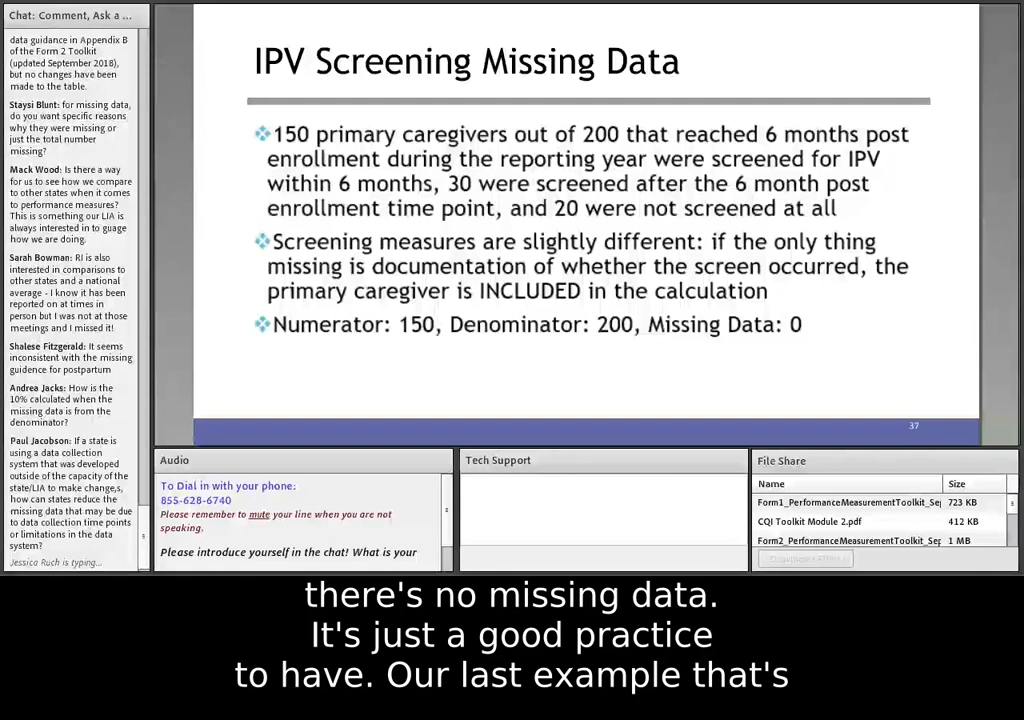 Chat: Comment, Ask a ...
data guidance in Appendix B
of the Form 2 Toolkit
(updated September 2018),
but no changes have been
made to the table.
Staysi Blunt: for missing data,
do you want specific reasons
why they were missing or
just the total number
missing?
Mack Wood: Is there a way
for us to see how we compare
to other states when it comes
to performance measures?
This is something our LIA is
always interested in to guage
how we are doing.
Sarah Bowman: RI is also
interested in comparisons to
other states and a national
average - I know it has been
reported on at times in
person but I was not at those
meetings and I missed it!
Shalese Fitzgerald: It seems
inconsistent with the missing
guidence for postpartum
Andrea Jacks: How is the
10% calculated when the
missing data is from the
denominator?
Paul Jacobson: If a state is
using a data collection
system that was developed
outside of the capacity of the
state/LIA to make change,s,
how can states reduce the
missing data that may be due
to data collection time points
or limitations in the data
system?
Jessica Ruch is typing...
IPV Screening Missing Data
150 primary caregivers out of 200 that reached 6 months post
enrollment during the reporting year were screened for IPV
within 6 months, 30 were screened after the 6 month post
enrollment time point, and 20 were not screened at all
Screening measures are slightly different: if the only thing
missing is documentation of whether the screen occurred, the
primary caregiver is INCLUDED in the calculation
Numerator: 150, Denominator: 200, Missing Data: 0
37
Audio
To Dial in with your phone:
855-628-6740
Please remember to mute your line when you are not
speaking.
Please introduce yourself in the chat! What is your
Tech Support
File Share
Name Size
Form1_PerformanceMeasurementToolkit_Sep 723 KB
CQI Toolkit Module 2.pdf 412 KB
Form2_PerformanceMeasurementToolkit_Sep 1 MB
there's no missing data.
It's just a good practice
to have. Our last example that's